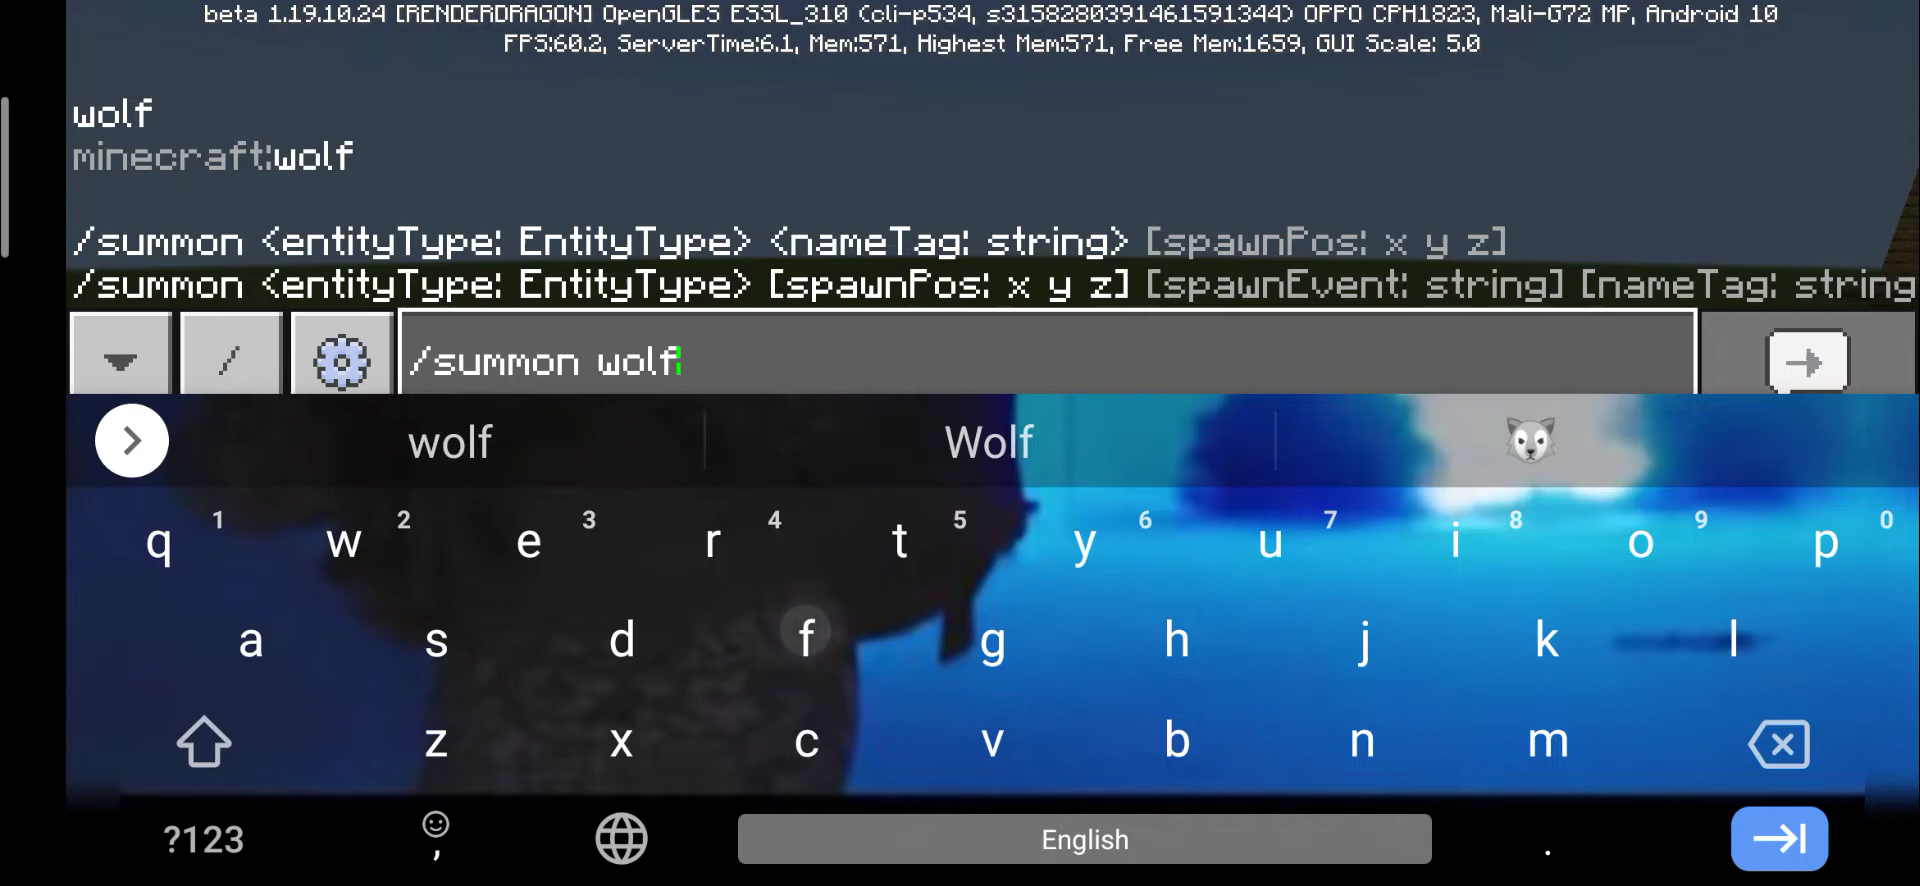 beta 1.19.10.24 [RENDERDRAGON] OpenGLES ESSL_310 (cli-p534, s3158280391461591344) OPPO CPH1823, Mali-G72 MP, Android 10
FPS:60.2, ServerTime:6.1, Mem:571, Highest Mem:571, Free Mem:1659, GUI Scale: 5.0
wolf
minecraft:wolf
/summon <entityType: EntityType> <nameTag: string> [spawnPos: x y z]
/summon <entityType: EntityType> [spawnPos: x y z] [spawnEvent: string] [nameTag: string
/ /summon wolf
wolf Wolf
q 1 w 2 e 3 r 4 t 5 y 6 u 7 i 8 o 9 p 0
a s d f g h j k l
z x c v b n m
?123 , English .